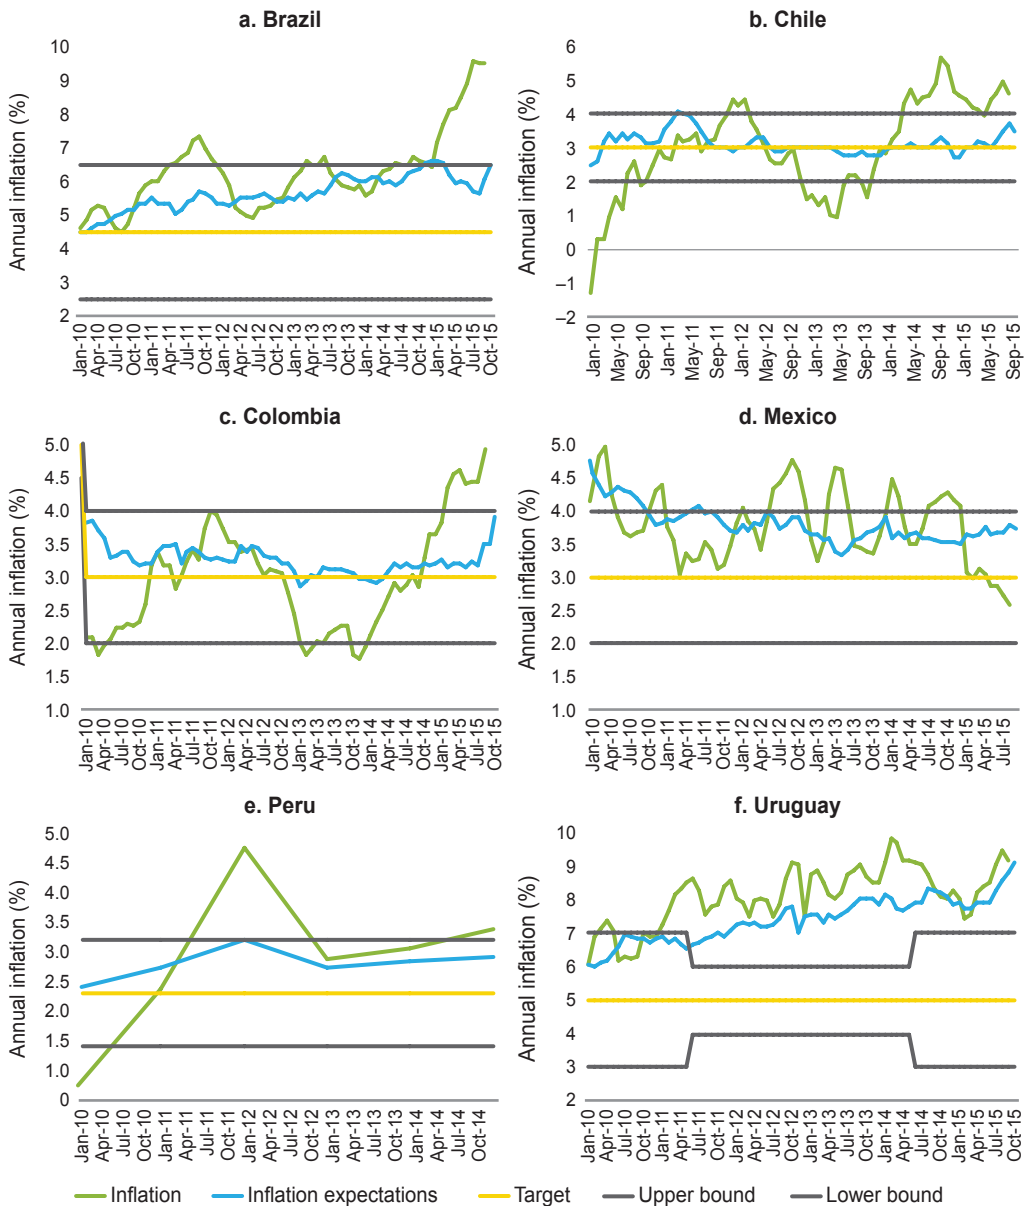 a. Brazil
Annual inflation (%)
10
9
8
7
6
5
4
3
2
Jan-10 Apr-10 Jul-10 Oct-10 Jan-11 Apr-11 Jul-11 Oct-11 Jan-12 Apr-12 Jul-12 Oct-12 Jan-13 Apr-13 Jul-13 Oct-13 Jan-14 Apr-14 Jul-14 Oct-14 Jan-15 Apr-15 Jul-15 Oct-15
b. Chile
Annual inflation (%)
6
5
4
3
2
1
0
–1
–2
Jan-10 May-10 Sep-10 Jan-11 May-11 Sep-11 Jan-12 May-12 Sep-12 Jan-13 May-13 Sep-13 Jan-14 May-14 Sep-14 Jan-15 May-15 Sep-15
c. Colombia
Annual inflation (%)
5.0
4.5
4.0
3.5
3.0
2.5
2.0
1.5
1.0
Jan-10 Apr-10 Jul-10 Oct-10 Jan-11 Apr-11 Jul-11 Oct-11 Jan-12 Apr-12 Jul-12 Oct-12 Jan-13 Apr-13 Jul-13 Oct-13 Jan-14 Apr-14 Jul-14 Oct-14 Jan-15 Apr-15 Jul-15 Oct-15
d. Mexico
Annual inflation (%)
5.0
4.5
4.0
3.5
3.0
2.5
2.0
1.5
1.0
Jan-10 Apr-10 Jul-10 Oct-10 Jan-11 Apr-11 Jul-11 Oct-11 Jan-12 Apr-12 Jul-12 Oct-12 Jan-13 Apr-13 Jul-13 Oct-13 Jan-14 Apr-14 Jul-14 Oct-14 Jan-15 Apr-15 Jul-15
e. Peru
Annual inflation (%)
5.0
4.5
4.0
3.5
3.0
2.5
1.5
1.0
0
Jan-10 Apr-10 Jul-10 Oct-10 Jan-11 Apr-11 Jul-11 Oct-11 Jan-12 Apr-12 Jul-12 Oct-12 Jan-13 Apr-13 Jul-13 Oct-13 Jan-14 Apr-14 Jul-14 Oct-14
f. Uruguay
Annual inflation (%)
10
9
8
7
6
5
4
3
2
Jan-10 Apr-10 Jul-10 Oct-10 Jan-11 Apr-11 Jul-11 Oct-11 Jan-12 Apr-12 Jul-12 Oct-12 Jan-13 Apr-13 Jul-13 Oct-13 Jan-14 Apr-14 Jul-14 Oct-14 Jan-15 Apr-15 Jul-15 Oct-15
Inflation Inflation expectations Target Upper bound Lower bound